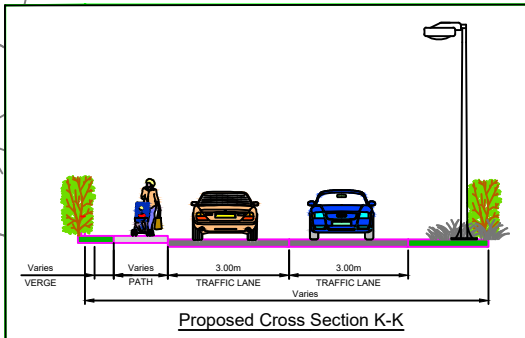 Varies Varies 3.00m 3.00m
VERGE PATH TRAFFIC LANE TRAFFIC LANE
Varies
Proposed Cross Section K-K